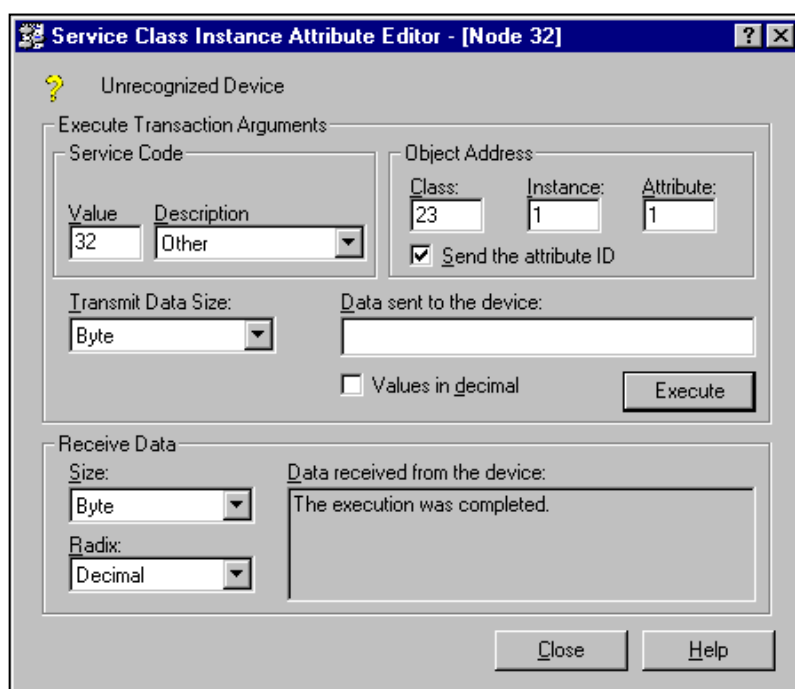 Service Class Instance Attribute Editor - [Node 32]
Unrecognized Device
Execute Transaction Arguments
Service Code
Value Description
32 Other
Object Address
Class: Instance: Attribute:
23 1 1
Send the attribute ID
Transmit Data Size:
Byte
Data sent to the device:
Values in decimal
Execute
Receive Data
Size:
Byte
Radix:
Decimal
Data received from the device:
The execution was completed.
Close Help